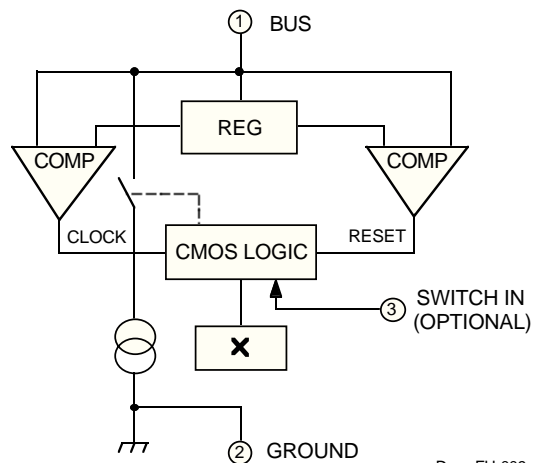 1 BUS
REG
COMP
COMP
CLOCK
CMOS LOGIC
RESET
3 SWITCH IN
(OPTIONAL)
X
2 GROUND